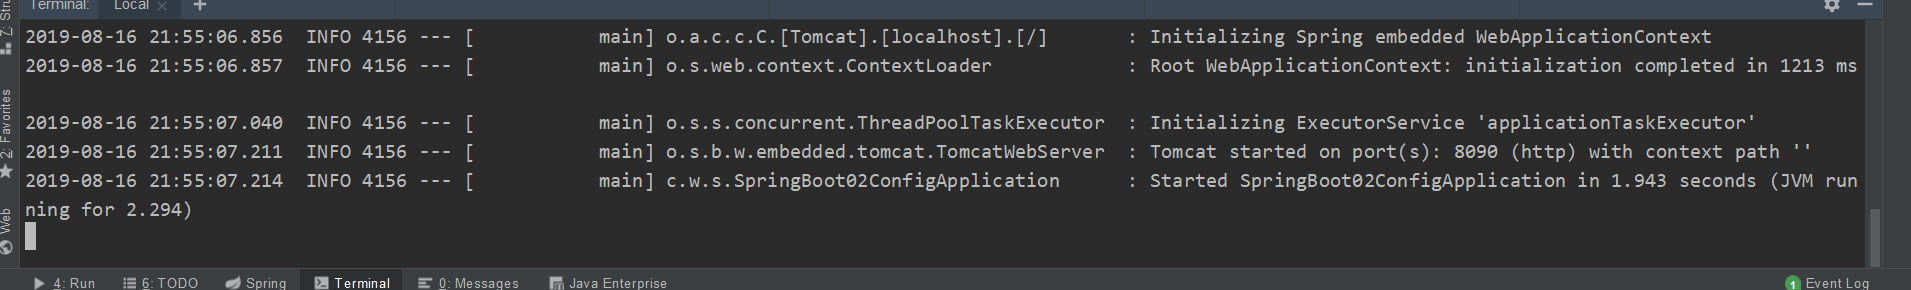 Terminal: Local × +
2019-08-16 21:55:06.856  INFO 4156 --- [           main] o.a.c.c.C.[Tomcat].[localhost].[/]       : Initializing Spring embedded WebApplicationContext
2019-08-16 21:55:06.857  INFO 4156 --- [           main] o.s.web.context.ContextLoader            : Root WebApplicationContext: initialization completed in 1213 ms
2019-08-16 21:55:07.040  INFO 4156 --- [           main] o.s.s.concurrent.ThreadPoolTaskExecutor  : Initializing ExecutorService 'applicationTaskExecutor'
2019-08-16 21:55:07.211  INFO 4156 --- [           main] o.s.b.w.embedded.tomcat.TomcatWebServer  : Tomcat started on port(s): 8090 (http) with context path ''
2019-08-16 21:55:07.214  INFO 4156 --- [           main] c.w.s.SpringBoot02ConfigApplication      : Started SpringBoot02ConfigApplication in 1.943 seconds (JVM run
ning for 2.294)
2: Favorites
Web
4: Run 6: TODO Spring Terminal 0: Messages Java Enterprise 1 Event Log